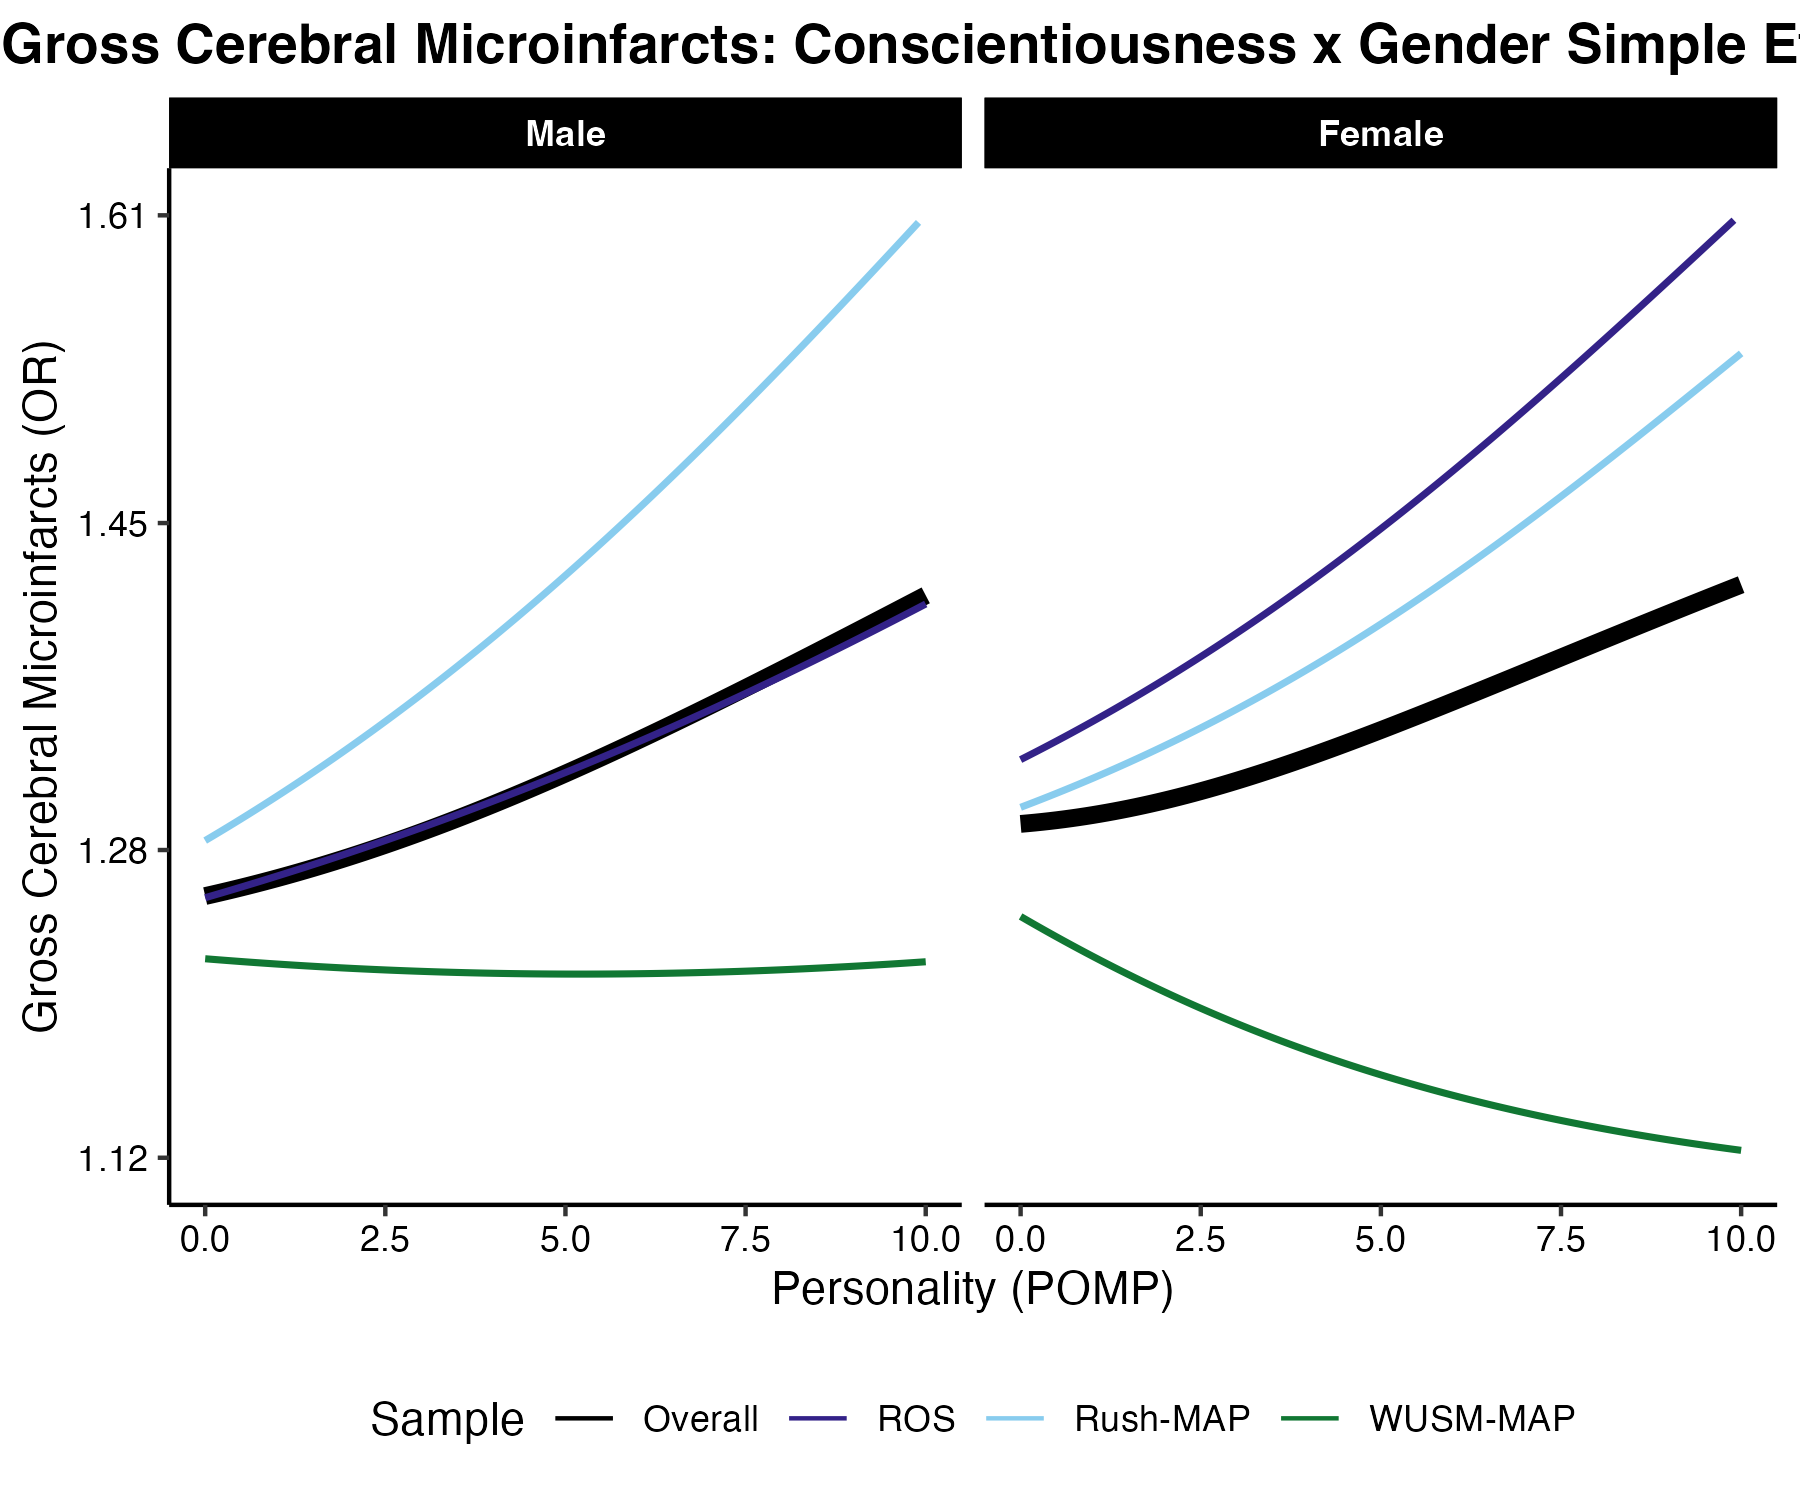 Gross Cerebral Microinfarcts: Conscientiousness x Gender Simple
Male Female
Gross Cerebral Microinfarcts (OR)
1.61
1.45
1.28
1.12
0.0 2.5 5.0 7.5 10.0 0.0 2.5 5.0 7.5 10.0
Personality (POMP)
Sample Overall ROS Rush-MAP WUSM-MAP